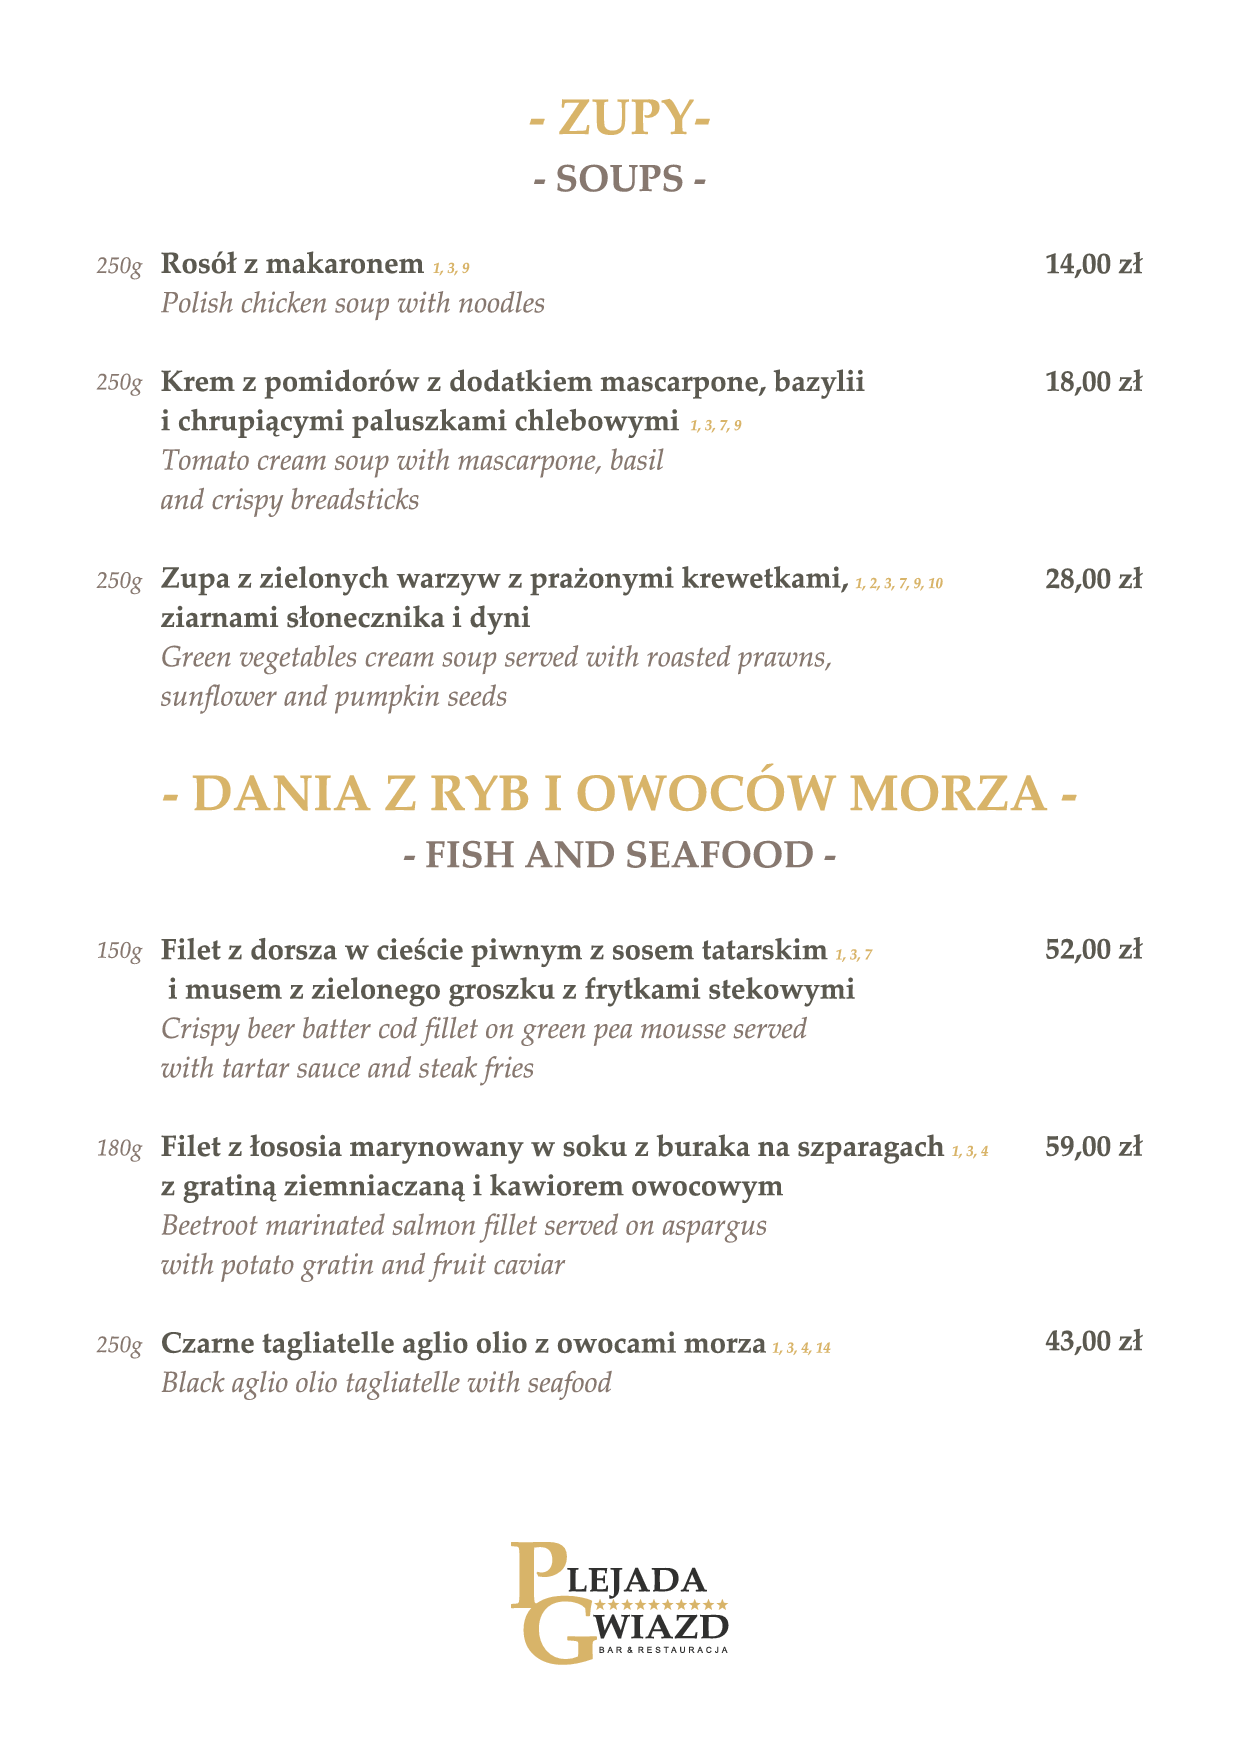 - ZUPY-
- SOUPS -
250g Rosół z makaronem 1, 3, 9 14,00 zł
Polish chicken soup with noodles
250g Krem z pomidorów z dodatkiem mascarpone, bazylii 18,00 zł
i chrupiącymi paluszkami chlebowymi 1, 3, 7, 9
Tomato cream soup with mascarpone, basil
and crispy breadsticks
250g Zupa z zielonych warzyw z prażonymi krewetkami, 1, 2, 3, 7, 9, 10 28,00 zł
ziarnami słonecznika i dyni
Green vegetables cream soup served with roasted prawns,
sunflower and pumpkin seeds
- DANIA Z RYB I OWOCÓW MORZA -
- FISH AND SEAFOOD -
150g Filet z dorsza w cieście piwnym z sosem tatarskim 1, 3, 7 52,00 zł
i musem z zielonego groszku z frytkami stekowymi
Crispy beer batter cod fillet on green pea mousse served
with tartar sauce and steak fries
180g Filet z łososia marynowany w soku z buraka na szparagach 1, 3, 4 59,00 zł
z gratiną ziemniaczaną i kawiorem owocowym
Beetroot marinated salmon fillet served on aspargus
with potato gratin and fruit caviar
250g Czarne tagliatelle aglio olio z owocami morza 1, 3, 4, 14 43,00 zł
Black aglio olio tagliatelle with seafood
PLEJADA
GWIAZD
BAR & RESTAURACJA